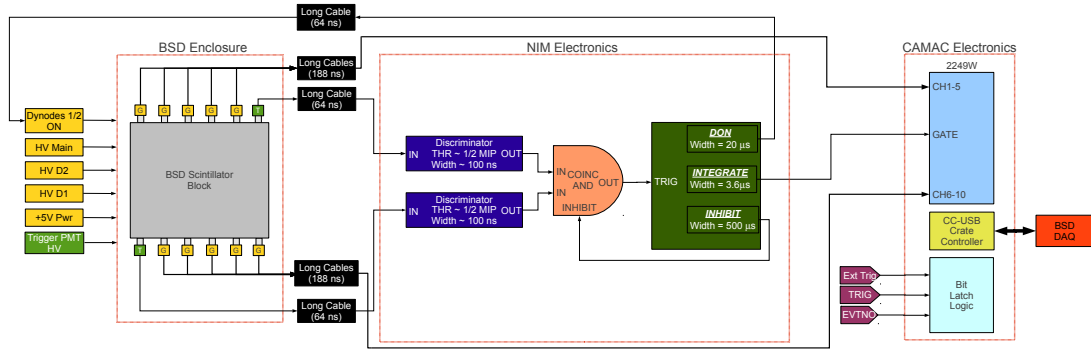 Long Cable
(64 ns)
BSD Enclosure
NIM Electronics
CAMAC Electronics
Long Cables
(188 ns)
2249W
G
G
G
G
G
T
Long Cable
(64 ns)
CH1-5
Dynodes 1/2
ON
HV Main
HV D2
HV D1
+5V Pwr
Trigger PMT
HV
BSD Scintillator
Block
Discriminator
IN THR ~ 1/2 MIP OUT
Width ~ 100 ns
Discriminator
IN THR ~ 1/2 MIP OUT
Width ~ 100 ns
IN
COINC
AND OUT
IN
INHIBIT
DON
Width = 20 µs
TRIG
INTEGRATE
Width = 3.6µs
INHIBIT
Width = 500 µs
GATE
CH6-10
T
G
G
G
G
G
Long Cables
(188 ns)
Long Cable
(64 ns)
CC-USB
Crate
Controller
BSD
DAQ
Ext Trig
TRIG
EVTNO
Bit
Latch
Logic